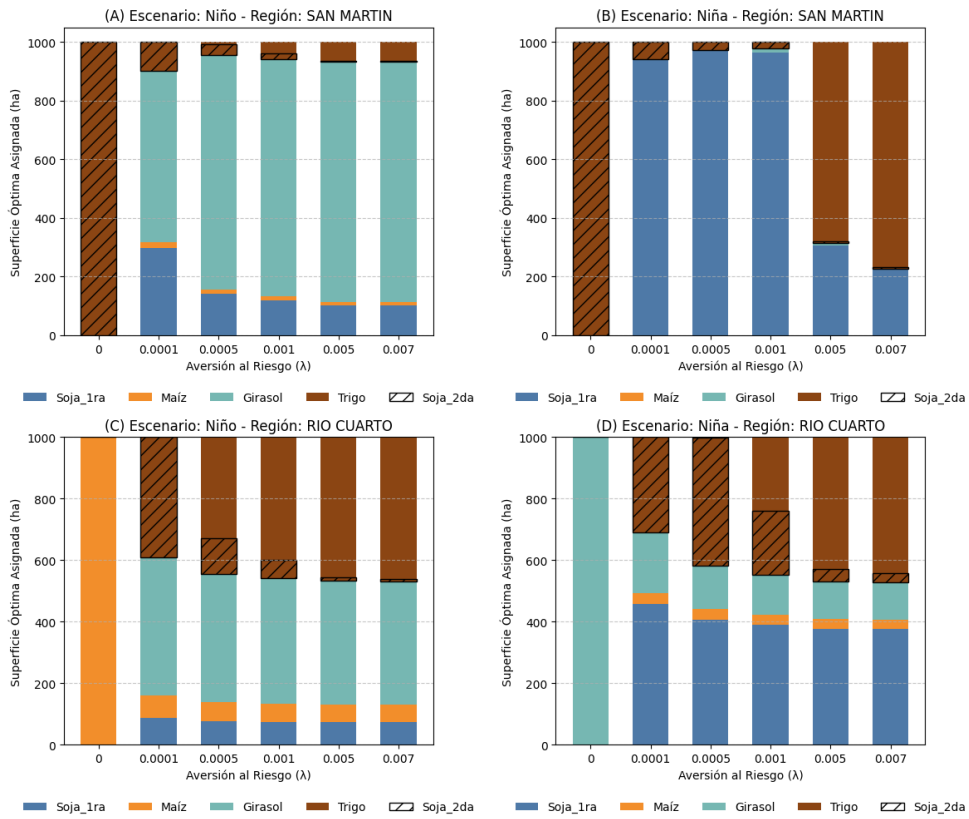 (A) Escenario: Niño - Región: SAN MARTIN
1000
800
600
400
200
0
Superficie Óptima Asignada (ha)
0 0.0001 0.0005 0.001 0.005 0.007
Aversión al Riesgo (λ)
Soja_1ra Maíz Girasol Trigo Soja_2da
(B) Escenario: Niña - Región: SAN MARTIN
1000
800
600
400
200
0
Superficie Óptima Asignada (ha)
0 0.0001 0.0005 0.001 0.005 0.007
Aversión al Riesgo (λ)
Soja_1ra Maíz Girasol Trigo Soja_2da
(C) Escenario: Niño - Región: RIO CUARTO
1000
800
600
400
200
0
Superficie Óptima Asignada (ha)
0 0.0001 0.0005 0.001 0.005 0.007
Aversión al Riesgo (λ)
Soja_1ra Maíz Girasol Trigo Soja_2da
(D) Escenario: Niña - Región: RIO CUARTO
1000
800
600
400
200
0
Superficie Óptima Asignada (ha)
0 0.0001 0.0005 0.001 0.005 0.007
Aversión al Riesgo (λ)
Soja_1ra Maíz Girasol Trigo Soja_2da